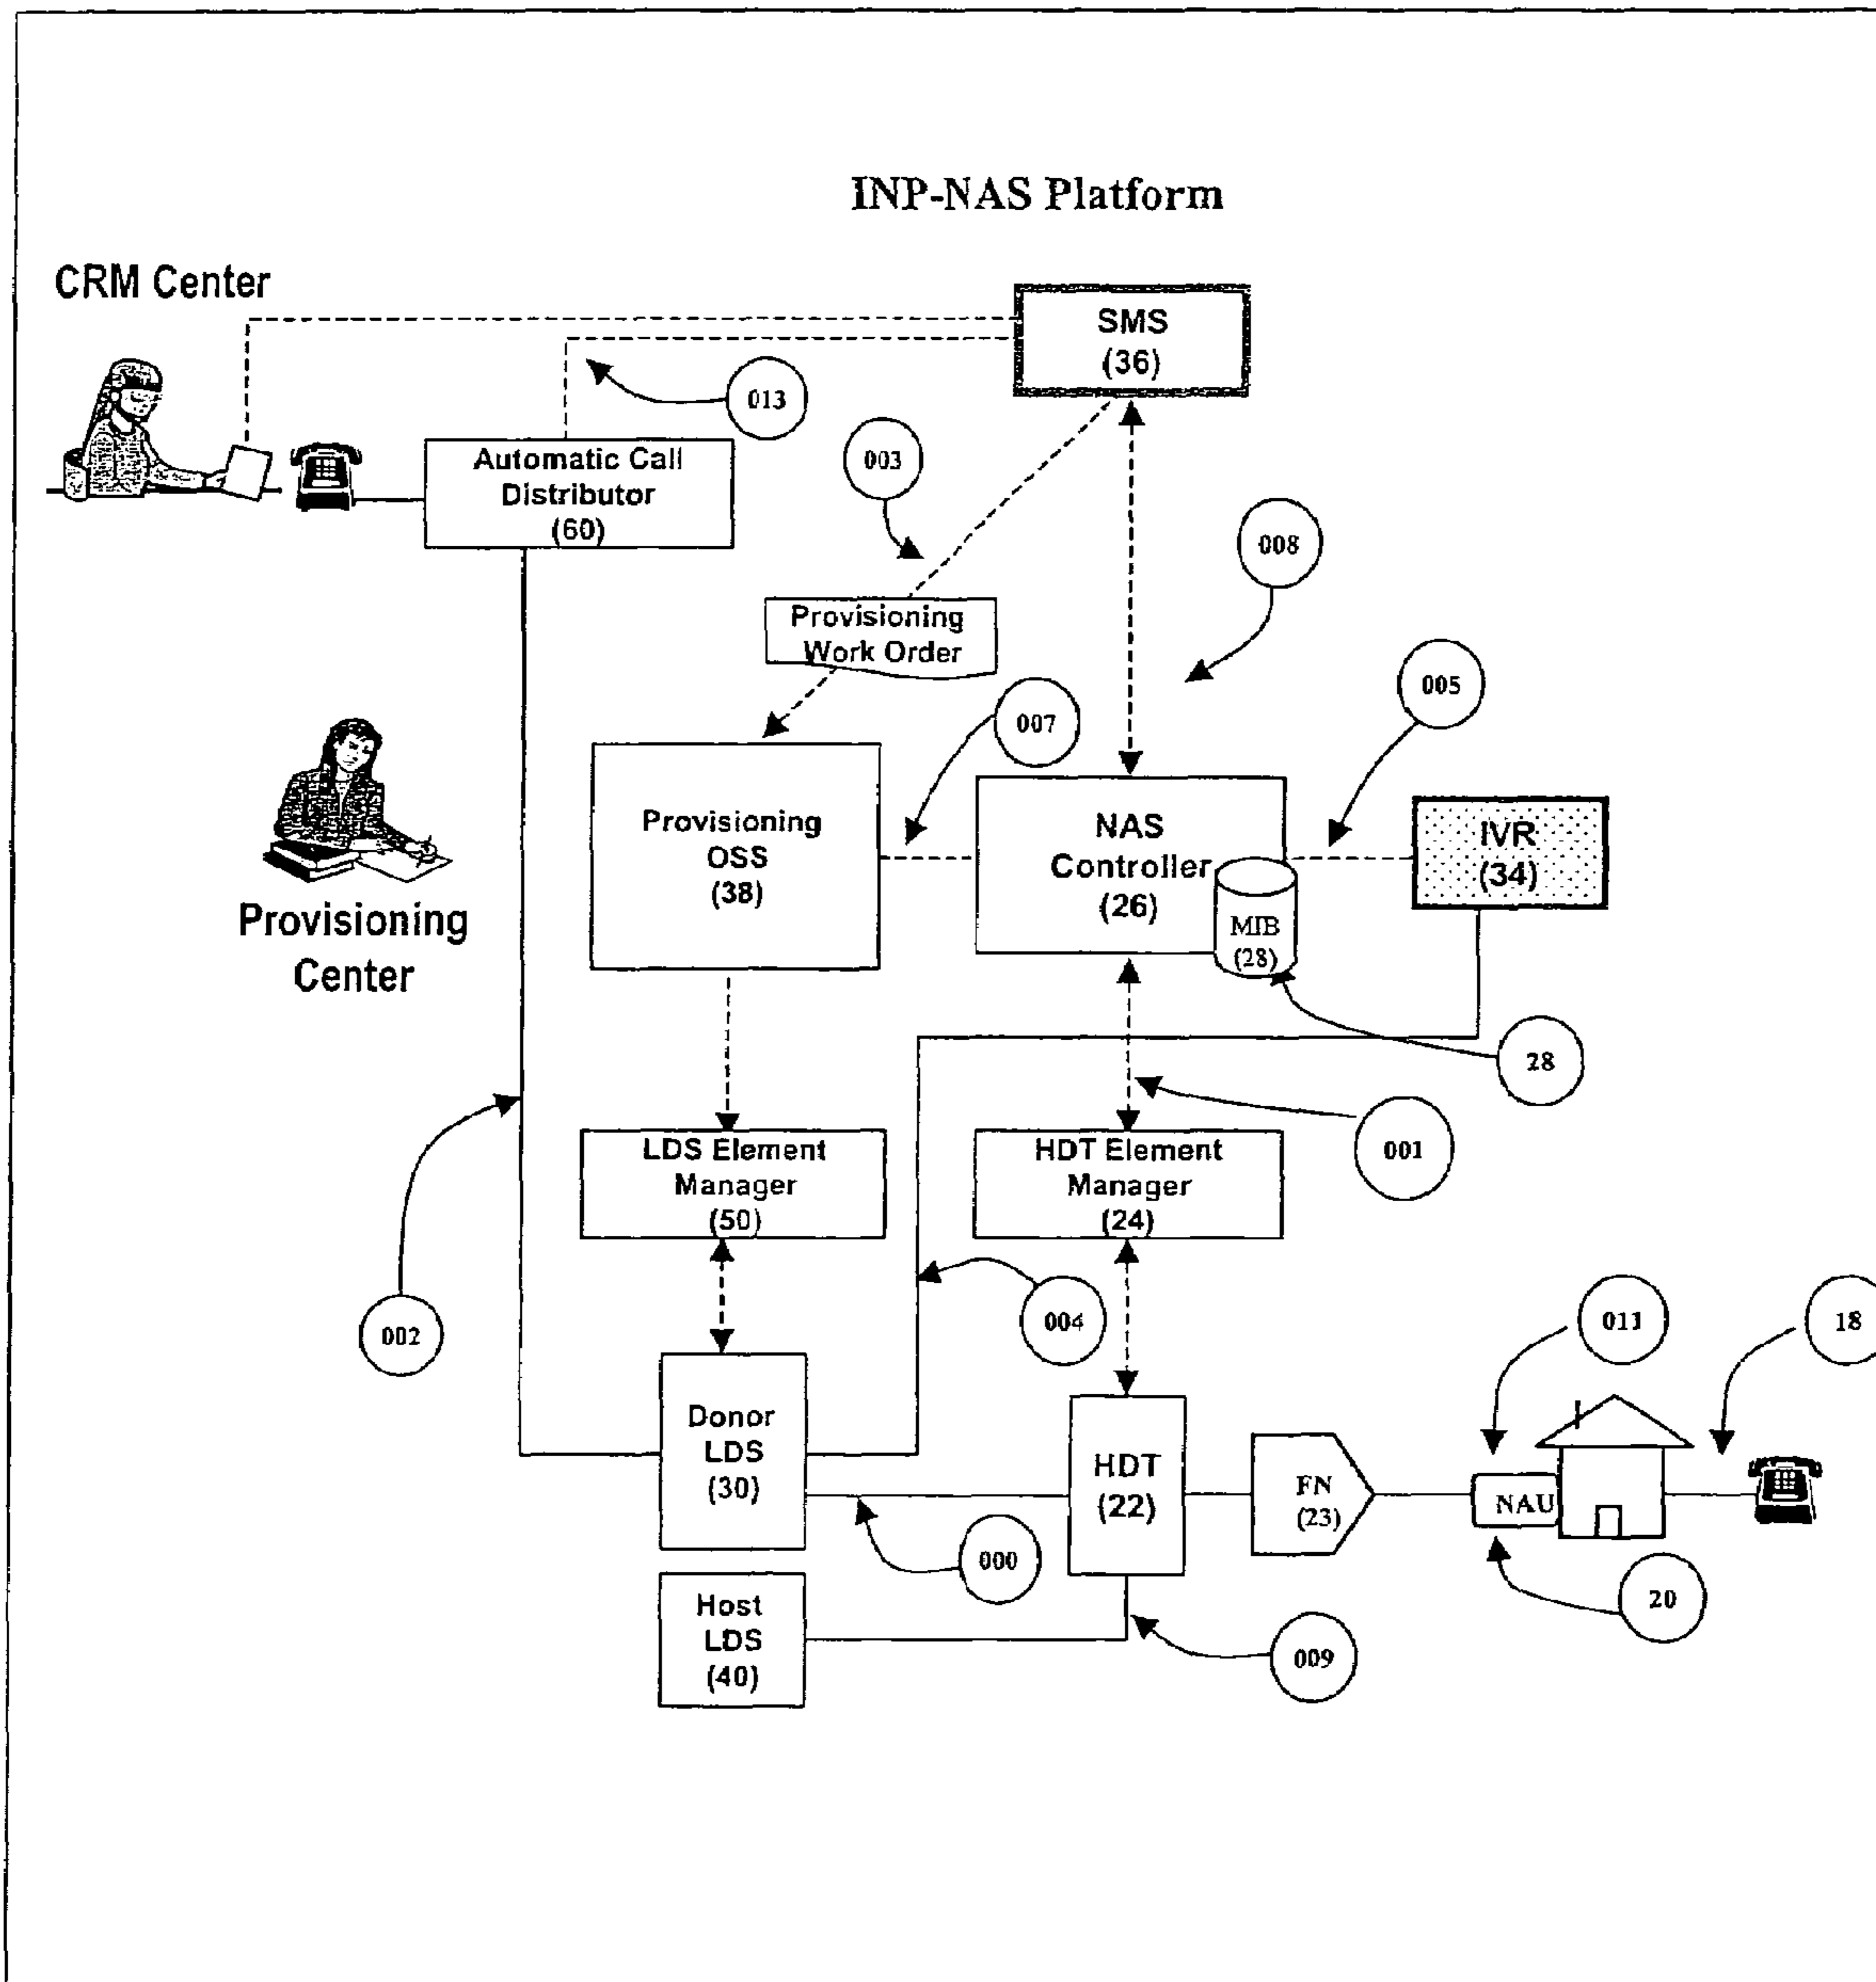 INP-NAS Platform
CRM Center
SMS
(36)
013
003
Automatic Call
Distributor
(60)
008
Provisioning
Work Order
005
007
Provisioning
OSS
(38)
NAS
Controller
(26)
MIB
(28)
IVR
(34)
Provisioning
Center
28
001
LDS Element
Manager
(50)
HDT Element
Manager
(24)
002
004
011
18
Donor
LDS
(30)
HDT
(22)
FN
(23)
NAU
000
20
Host
LDS
(40)
009